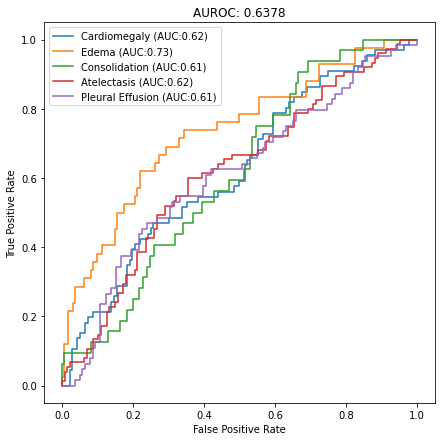 AUROC: 0.6378
Cardiomegaly (AUC:0.62)
Edema (AUC:0.73)
Consolidation (AUC:0.61)
Atelectasis (AUC:0.62)
Pleural Effusion (AUC:0.61)
True Positive Rate
1.0
0.8
0.6
0.4
0.2
0.0
0.0 0.2 0.4 0.6 0.8 1.0
False Positive Rate